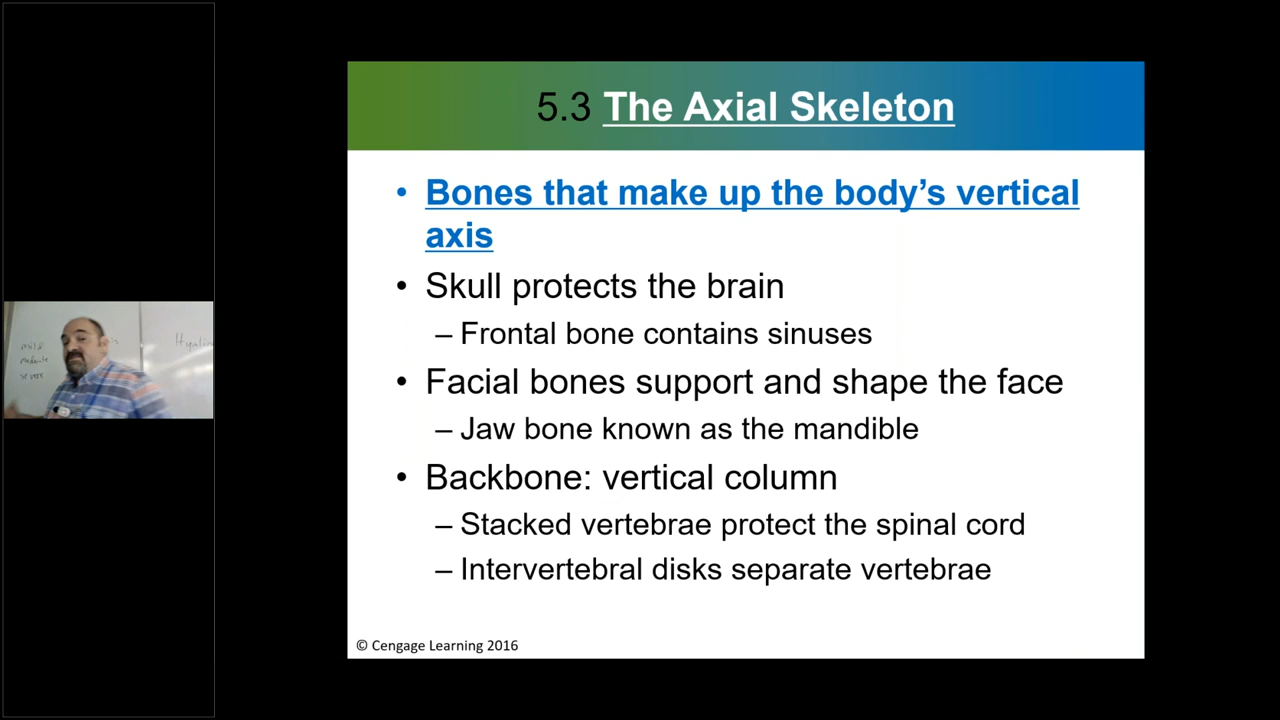 5.3 The Axial Skeleton
• Bones that make up the body’s vertical
axis
• Skull protects the brain
– Frontal bone contains sinuses
• Facial bones support and shape the face
– Jaw bone known as the mandible
• Backbone: vertical column
– Stacked vertebrae protect the spinal cord
– Intervertebral disks separate vertebrae
© Cengage Learning 2016